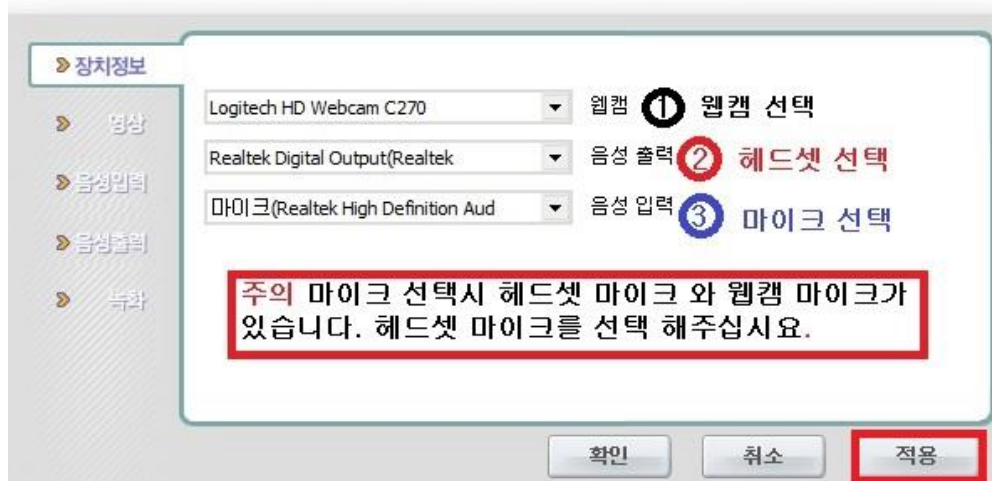 장치정보
영상
음성입력
음성출력
녹화
Logitech HD Webcam C270 웹캠 ① 웹캠 선택
Realtek Digital Output(Realtek 음성 출력 ② 헤드셋 선택
마이크(Realtek High Definition Aud 음성 입력 ③ 마이크 선택
주의 마이크 선택시 헤드셋 마이크 와 웹캠 마이크가
있습니다. 헤드셋 마이크를 선택 해주십시요.
확인 취소 적용